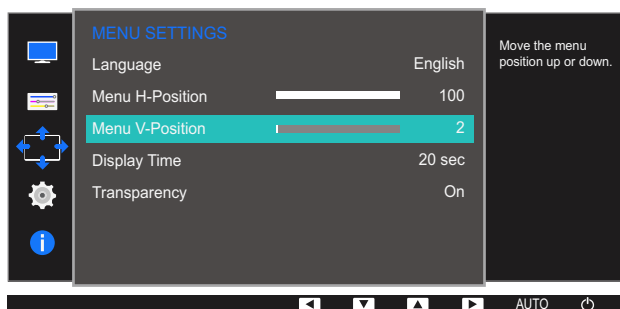 MENU SETTINGS
Language English
Menu H-Position 100
Menu V-Position 2
Display Time 20 sec
Transparency On
Move the menu
position up or down.
AUTO